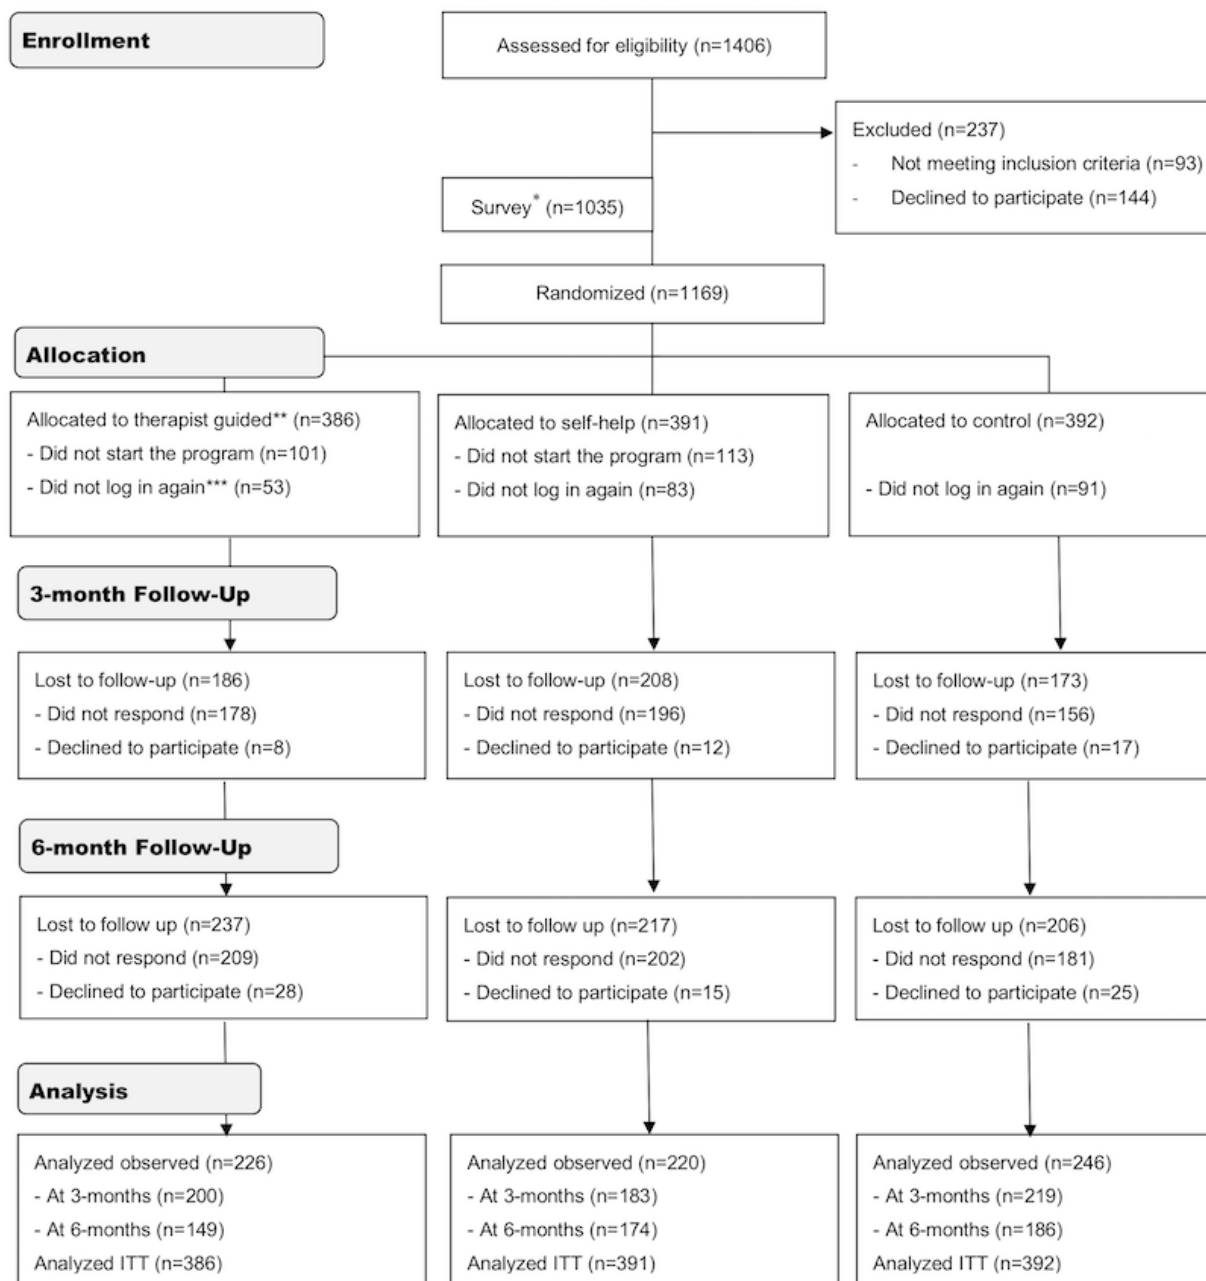 Enrollment
Assessed for eligibility (n=1406)
Excluded (n=237)
- Not meeting inclusion criteria (n=93)
- Declined to participate (n=144)
Survey* (n=1035)
Randomized (n=1169)
Allocation
Allocated to therapist guided** (n=386)
- Did not start the program (n=101)
- Did not log in again*** (n=53)
Allocated to self-help (n=391)
- Did not start the program (n=113)
- Did not log in again (n=83)
Allocated to control (n=392)
- Did not log in again (n=91)
3-month Follow-Up
Lost to follow-up (n=186)
- Did not respond (n=178)
- Declined to participate (n=8)
Lost to follow-up (n=208)
- Did not respond (n=196)
- Declined to participate (n=12)
Lost to follow-up (n=173)
- Did not respond (n=156)
- Declined to participate (n=17)
6-month Follow-Up
Lost to follow up (n=237)
- Did not respond (n=209)
- Declined to participate (n=28)
Lost to follow up (n=217)
- Did not respond (n=202)
- Declined to participate (n=15)
Lost to follow up (n=206)
- Did not respond (n=181)
- Declined to participate (n=25)
Analysis
Analyzed observed (n=226)
- At 3-months (n=200)
- At 6-months (n=149)
Analyzed ITT (n=386)
Analyzed observed (n=220)
- At 3-months (n=183)
- At 6-months (n=174)
Analyzed ITT (n=391)
Analyzed observed (n=246)
- At 3-months (n=219)
- At 6-months (n=186)
Analyzed ITT (n=392)